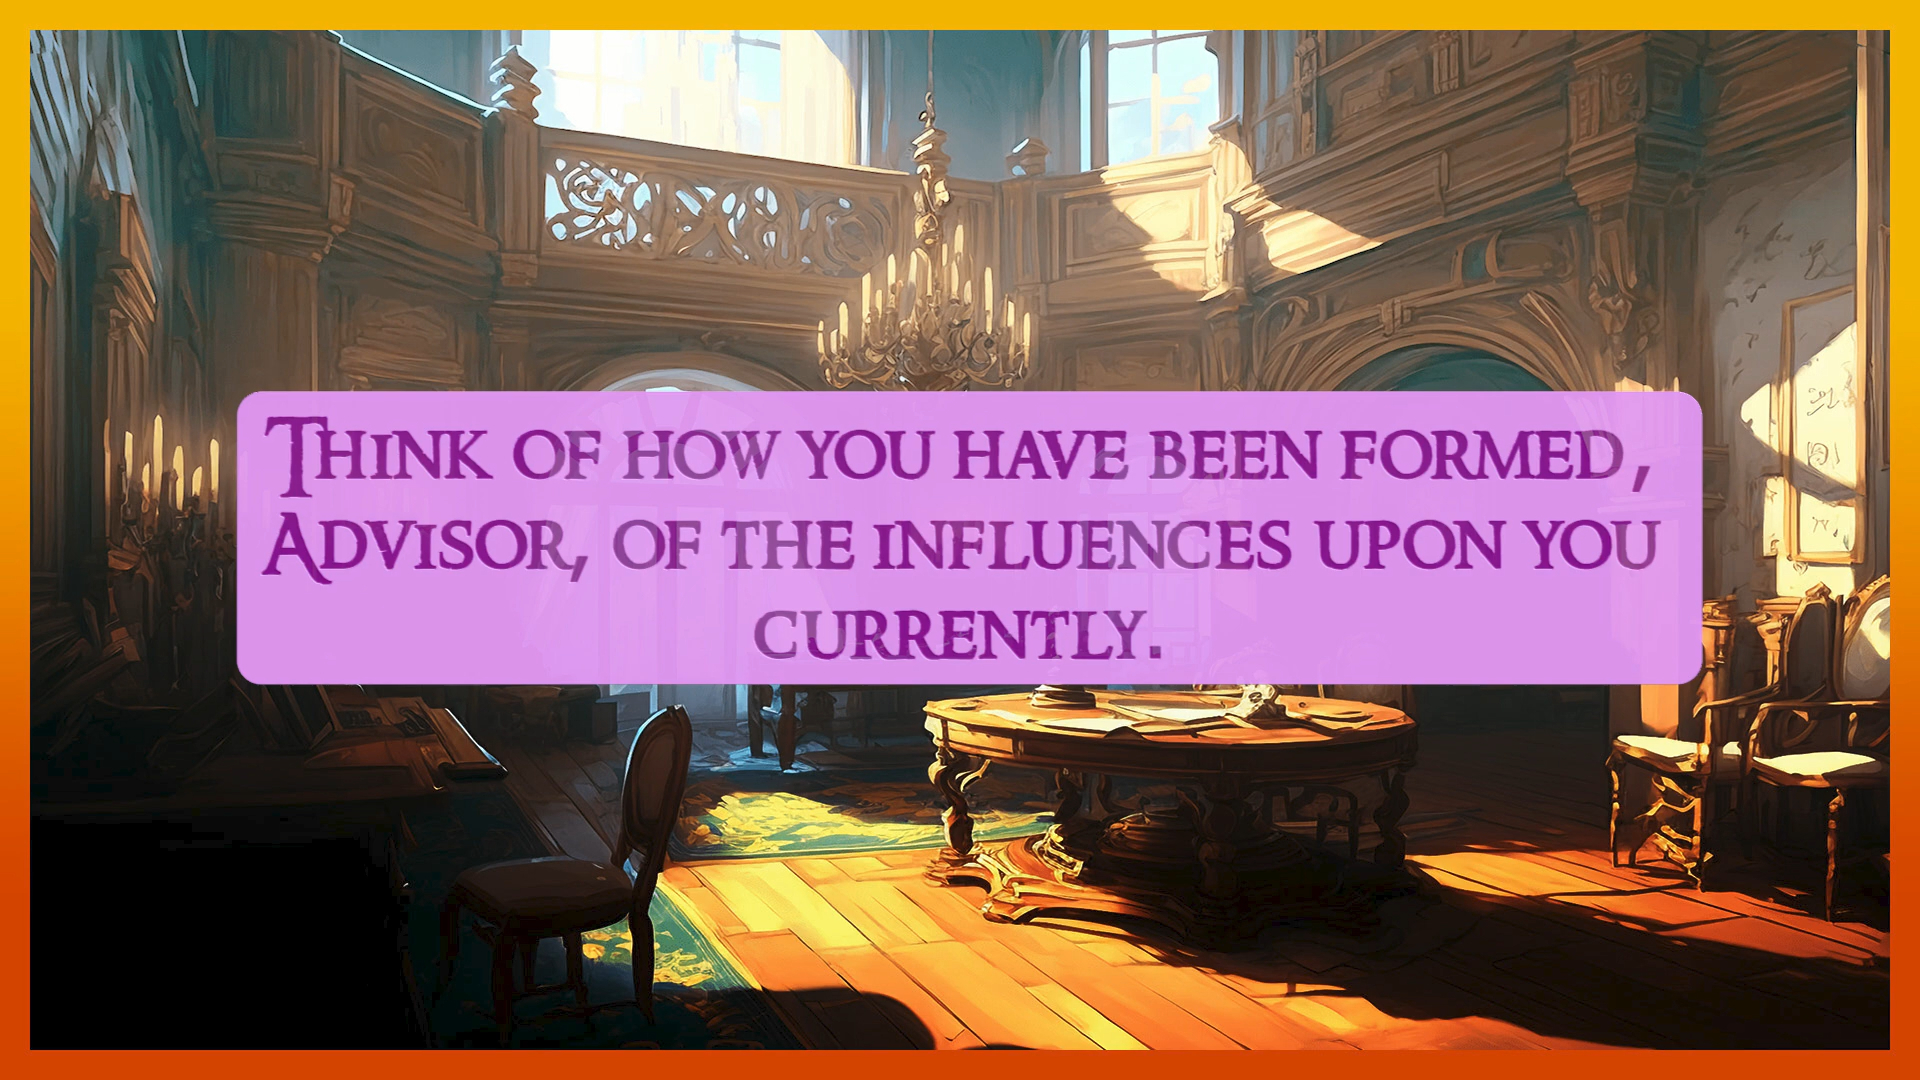 Think of how you have been formed,
Advisor, of the influences upon you
currently.